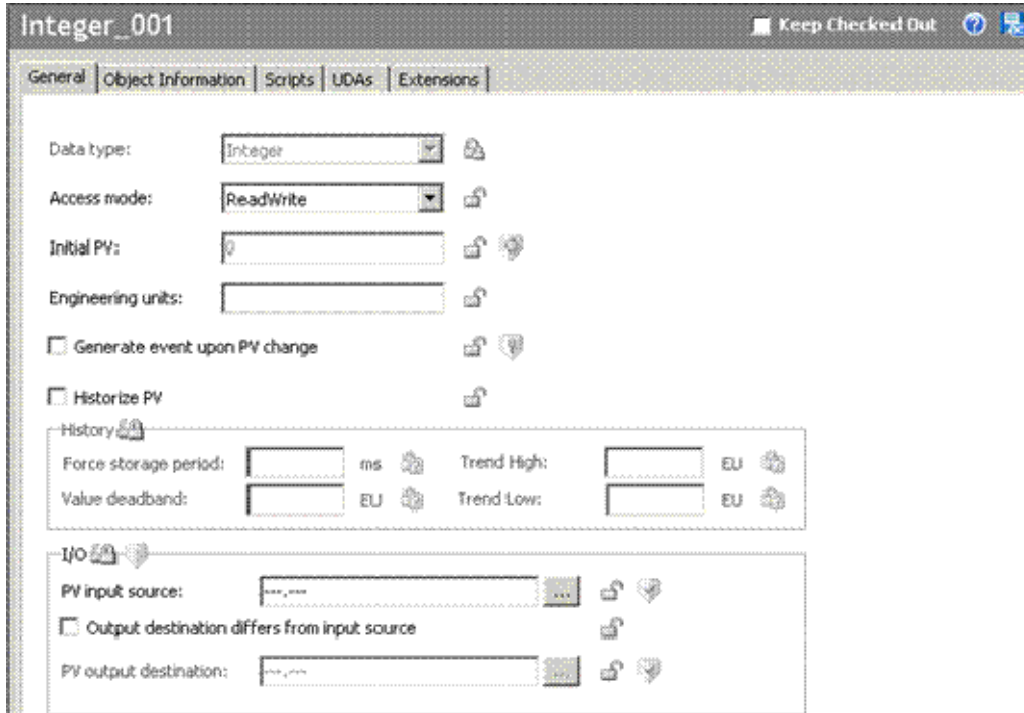 Integer_001 Keep Checked Out ?
General Object Information Scripts UDAs Extensions
Data type: Integer
Access mode: ReadWrite
Initial PV: 0
Engineering units:
Generate event upon PV change
Historize PV
History
Force storage period: ms Trend High: EU
Value deadband: EU Trend Low: EU
I/O
PV input source: ---.--- ...
Output destination differs from input source
PV output destination: ---.--- ...